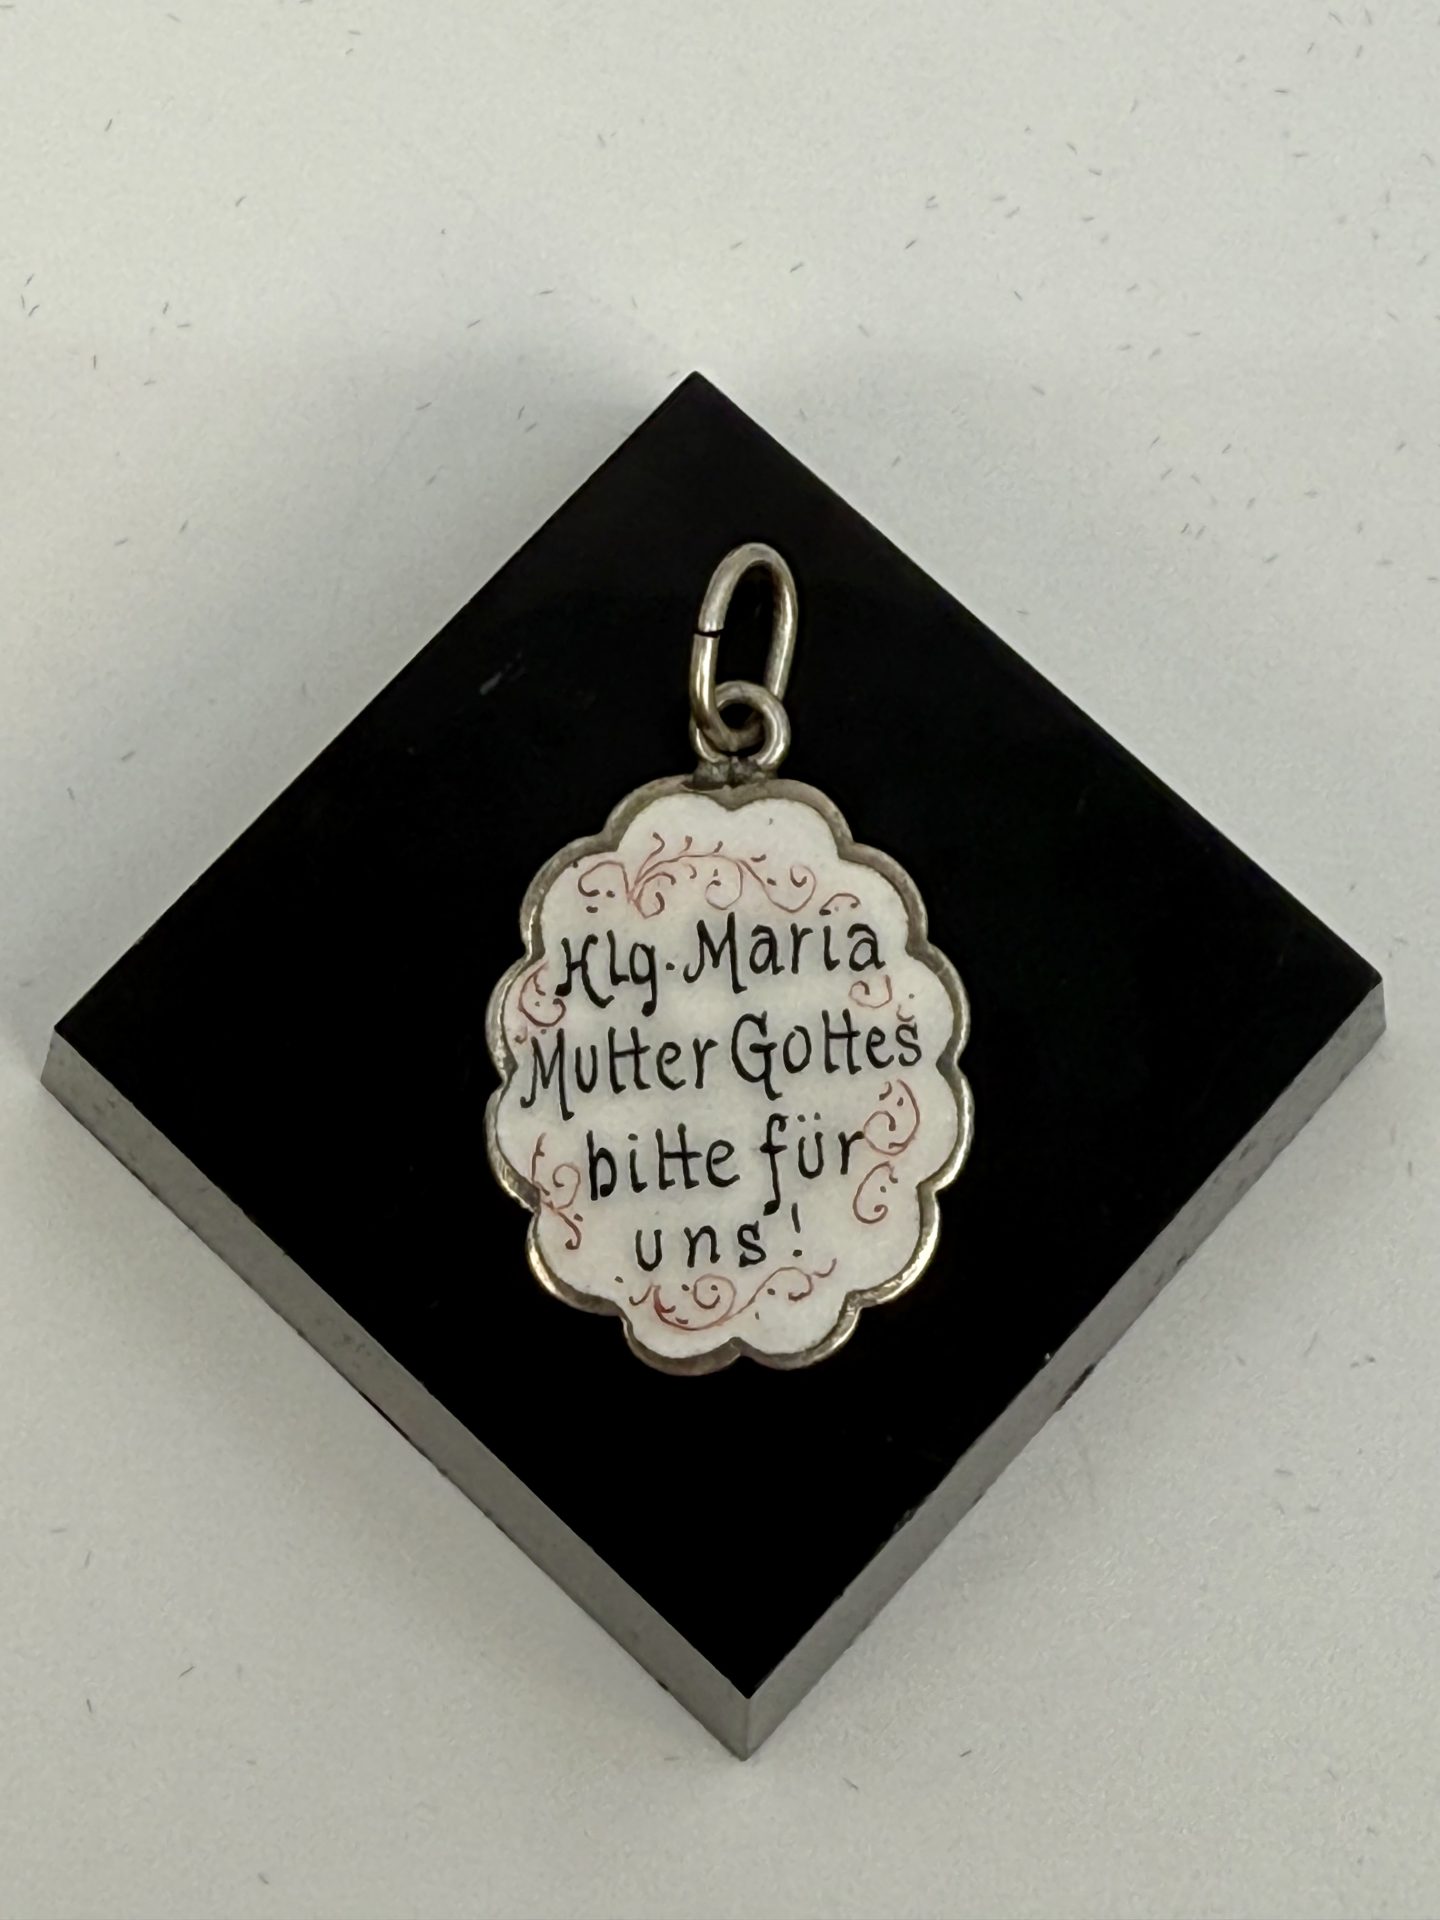 Hlg. Maria
Mutter Gottes
bitte für
uns!